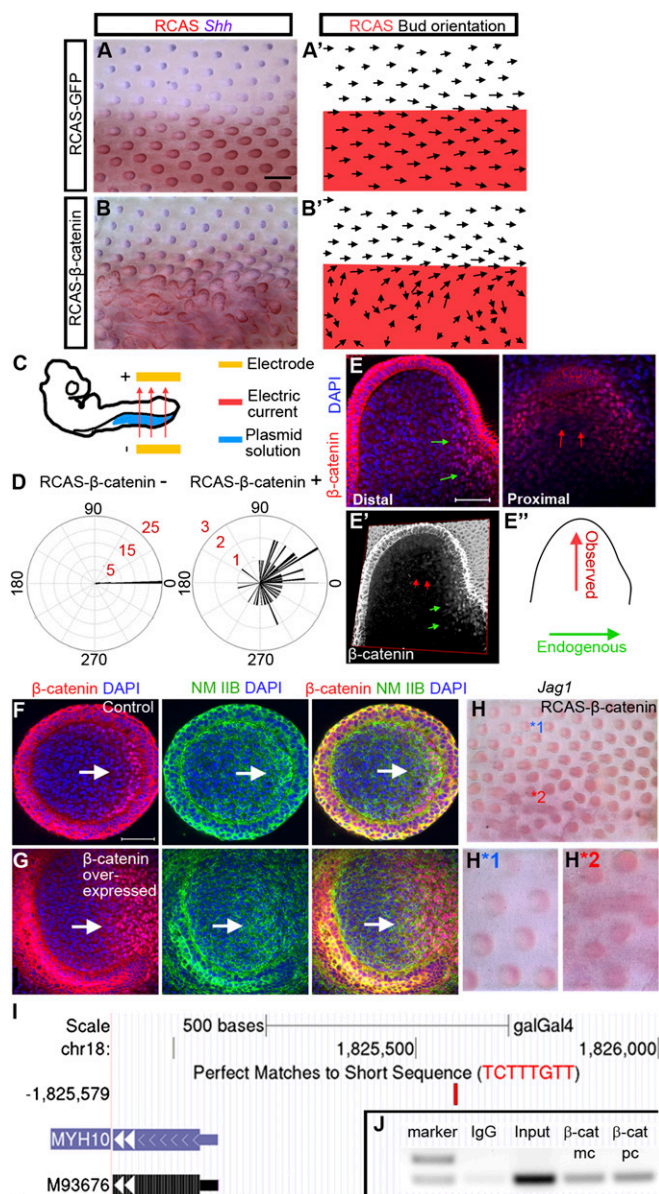 RCAS Shh
RCAS Bud orientation
RCAS-GFP
A
A'
RCAS-β-catenin
B
B'
C
+
-
Electrode
Electric current
Plasmid solution
D
RCAS-β-catenin -
RCAS-β-catenin +
90
25
15
5
180
0
270
90
3
2
1
180
0
270
β-catenin DAPI
E
Distal
Proximal
E'
β-catenin
E"
Observed
Endogenous
β-catenin DAPI
NM IIB DAPI
β-catenin NM IIB DAPI
F
Control
G
β-catenin over-expressed
Jag1
H
RCAS-β-catenin
*1
*2
H*1
H*2
I
Scale
500 bases
galGal4
chr18:
1,825,500
1,826,000
Perfect Matches to Short Sequence (TCTTTGTT)
-1,825,579
MYH10
M93676
J
marker
IgG
Input
β-cat mc
β-cat pc